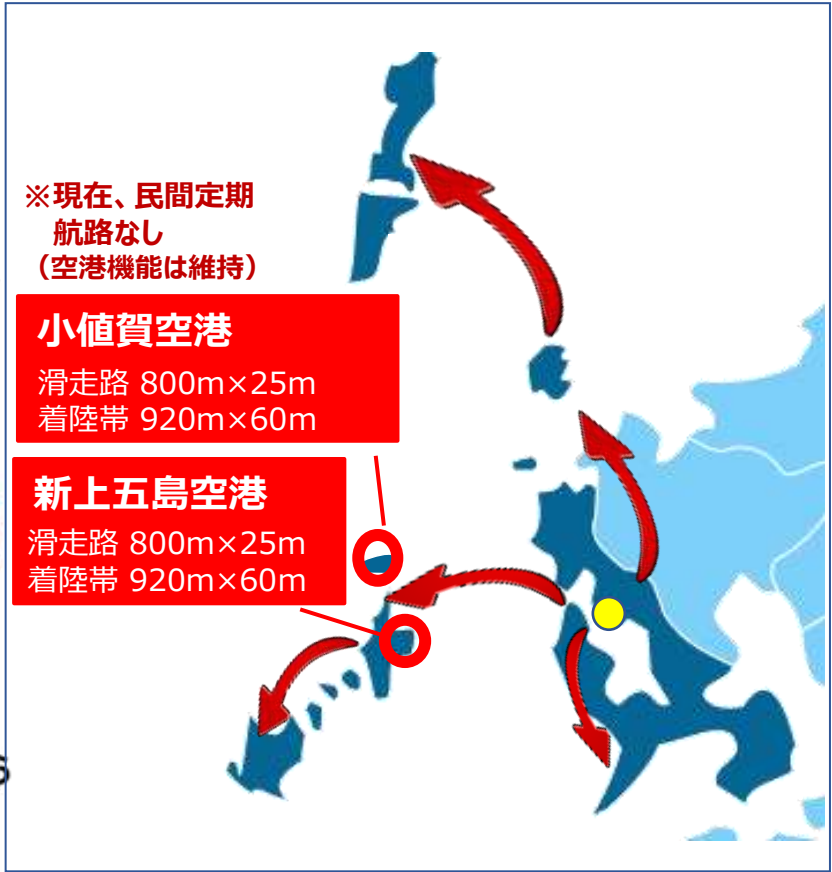 ※現在、民間定期
航路なし
（空港機能は維持）
小値賀空港
滑走路 800m×25m
着陸帯 920m×60m
新上五島空港
滑走路 800m×25m
着陸帯 920m×60m